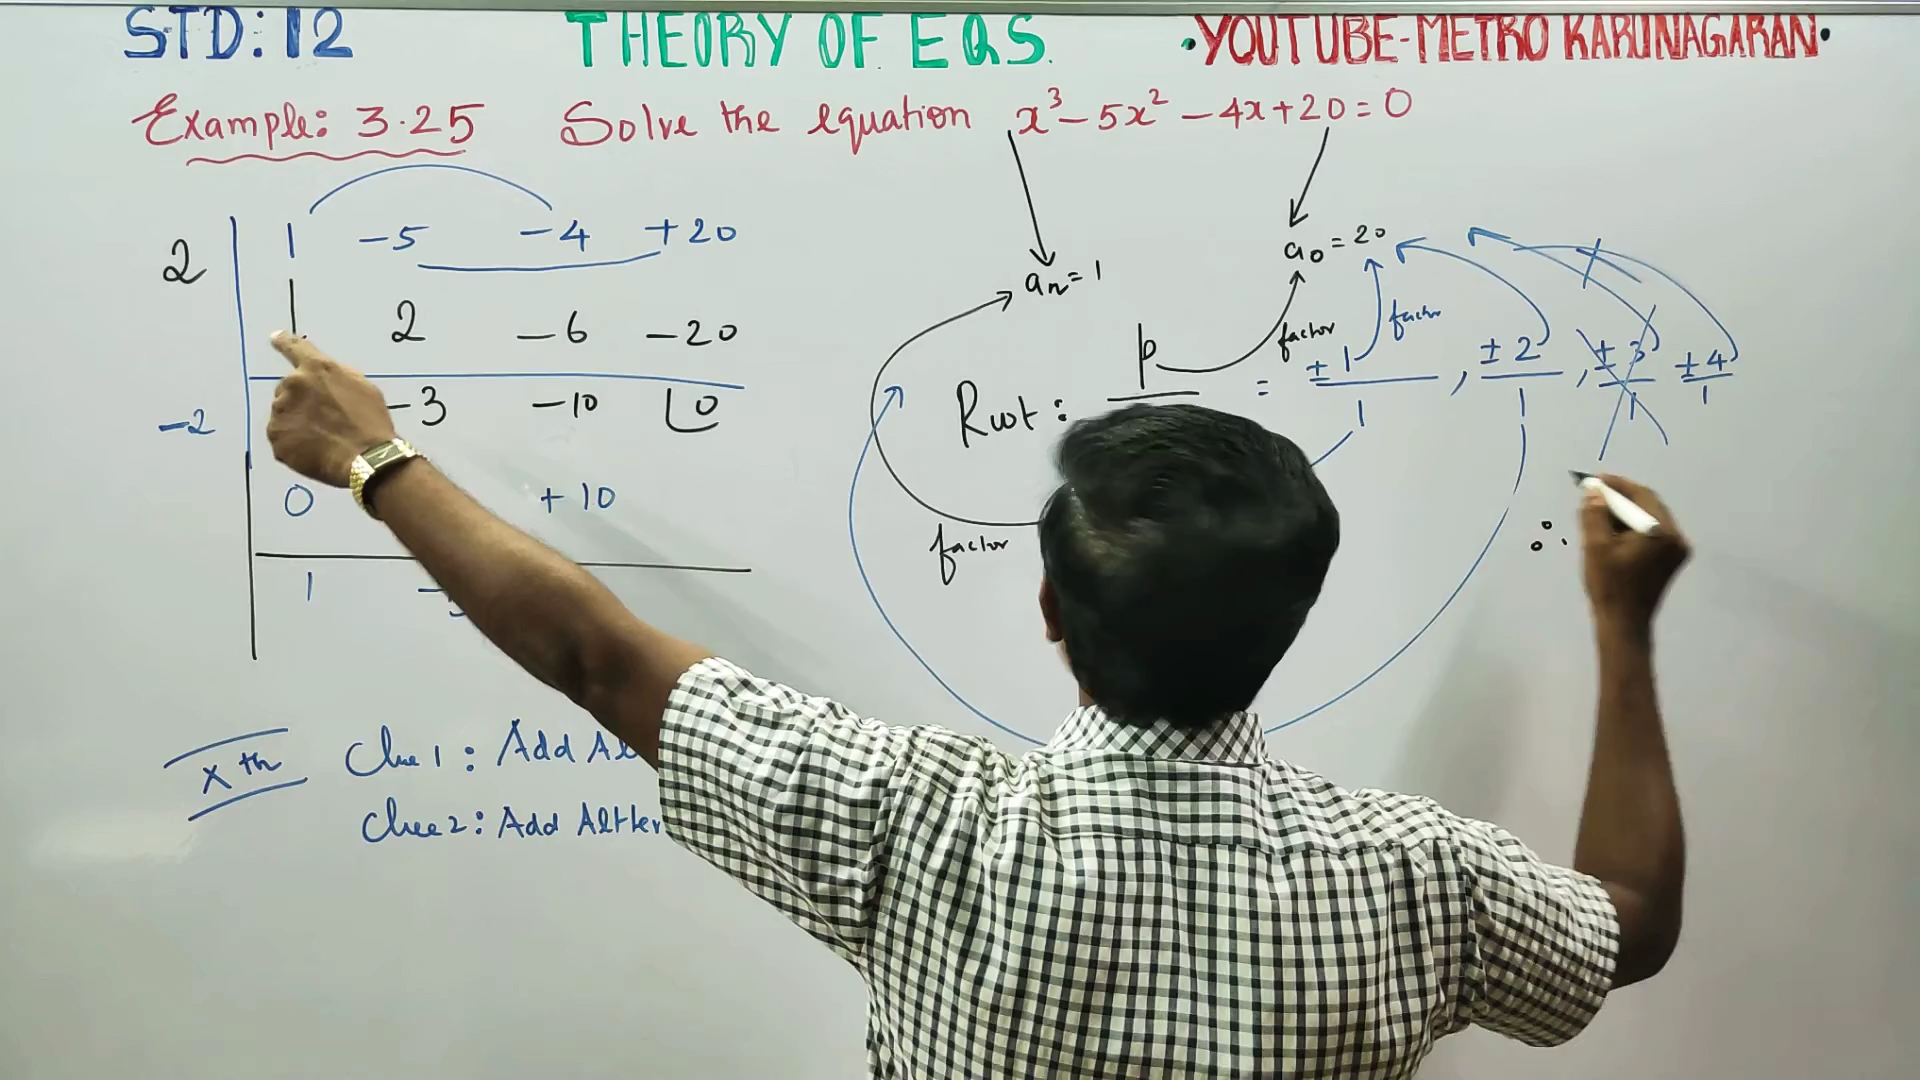 STD: 12 THEORY OF EQS. • YOUTUBE-METRO KARUNAGARAN •
Example: 3.25 Solve the equation x³ - 5x² - 4x + 20 = 0
2 | 1 -5 -4 +20
2 -6 -20
-3 -10 0
-2
0 +10
1
aₙ = 1
a₀ = 20
factor
factor
Root: p = ±1/1, ±2/1, ±3/1 ±4/1
factor
∴
Xth Clue 1: Add
Clue 2: Add